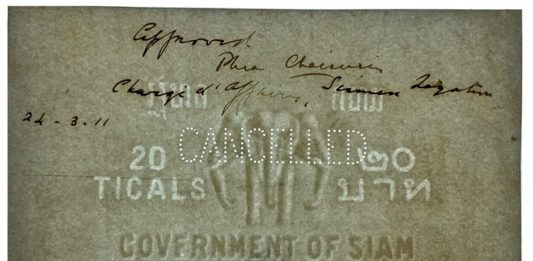 Approved
Phra Chaisurin
Chargé d'Affaires, Siamese Legation
24-3-11
CANCELLED
20 ๒๐
TICALS บาท
GOVERNMENT OF SIAM